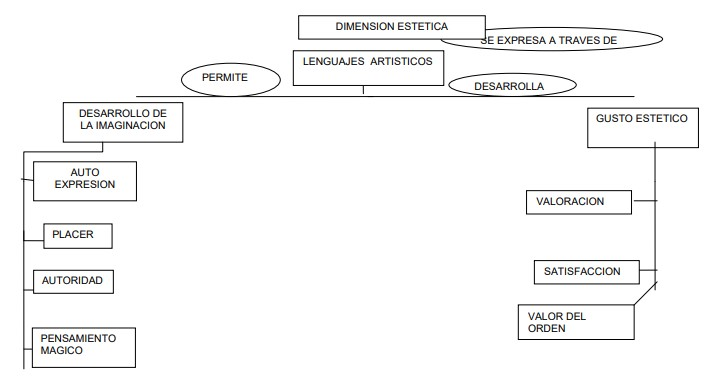 DIMENSION ESTETICA
SE EXPRESA A TRAVES DE
LENGUAJES ARTISTICOS
PERMITE
DESARROLLA
DESARROLLO DE
LA IMAGINACION
GUSTO ESTETICO
AUTO
EXPRESION
VALORACION
PLACER
SATISFACCION
AUTORIDAD
VALOR DEL
ORDEN
PENSAMIENTO
MAGICO